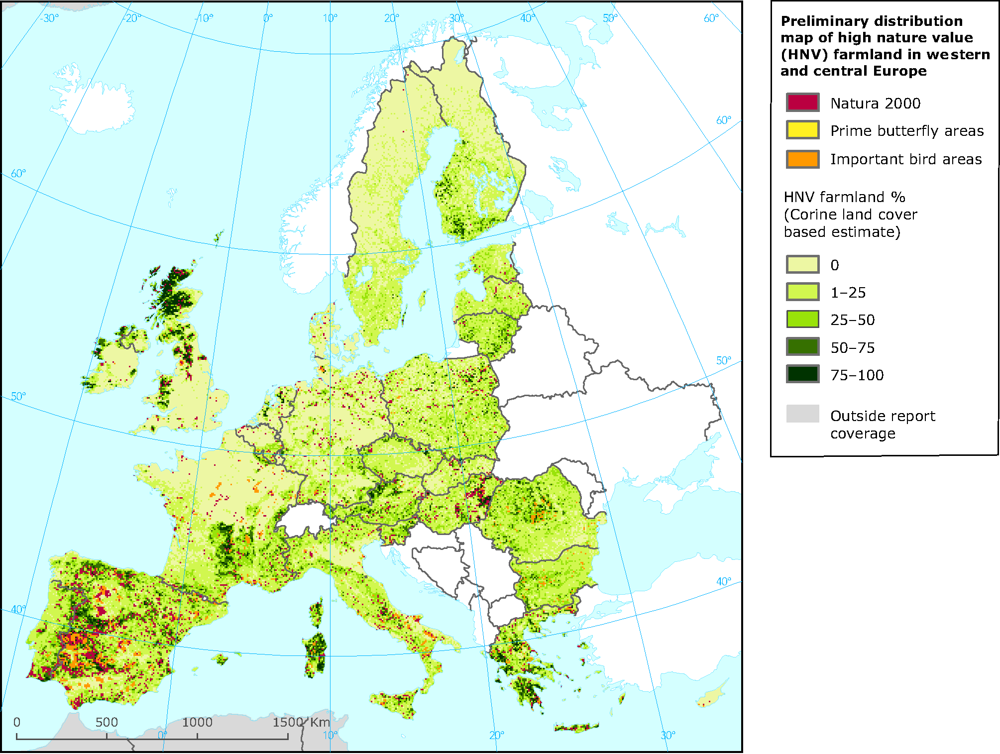 -30°
-20°
-10°
0°
10°
20°
30°
40°
50°
60°
60°
60°
50°
50°
40°
40°
0
500
1000
1500 Km
0°
10°
20°
30°
Preliminary distribution
map of high nature value
(HNV) farmland in western
and central Europe
Natura 2000
Prime butterfly areas
Important bird areas
HNV farmland %
(Corine land cover
based estimate)
0
1–25
25–50
50–75
75–100
Outside report
coverage